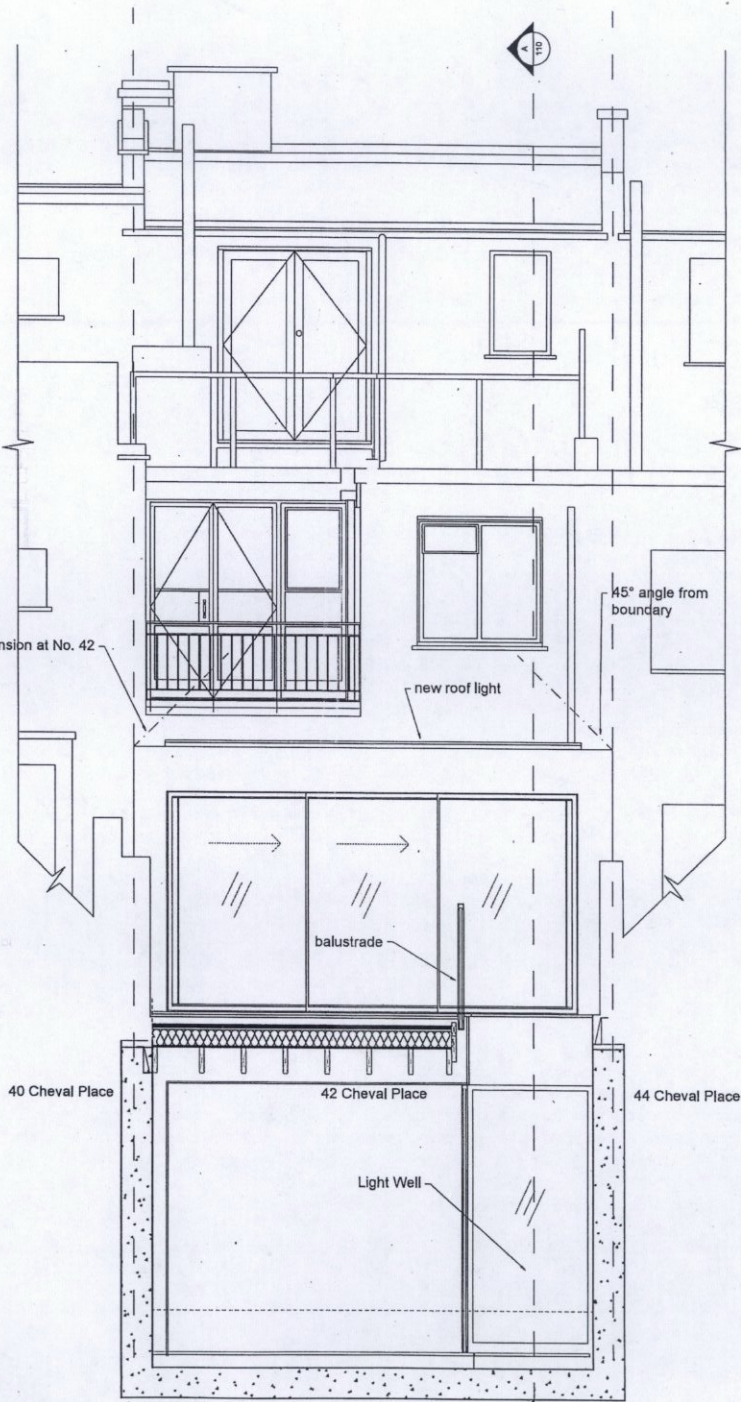 A
110
45° angle from
boundary
nsion at No. 42
new roof light
balustrade
40 Cheval Place
42 Cheval Place
44 Cheval Place
Light Well